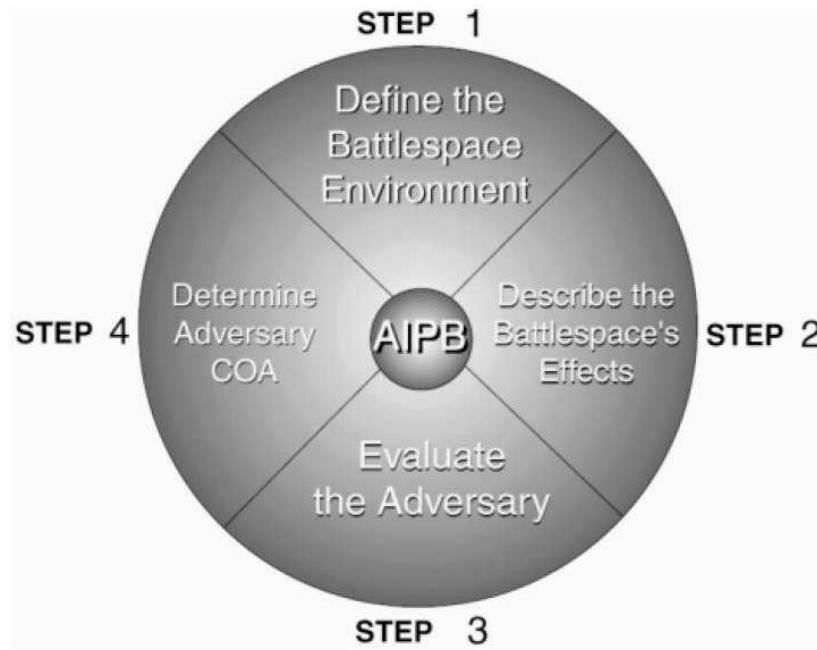 STEP 1
Define the
Battlespace
Environment
Describe the
Battlespace's
Effects
STEP 2
Evaluate
the Adversary
STEP 3
Determine
Adversary
COA
STEP 4
AIPB